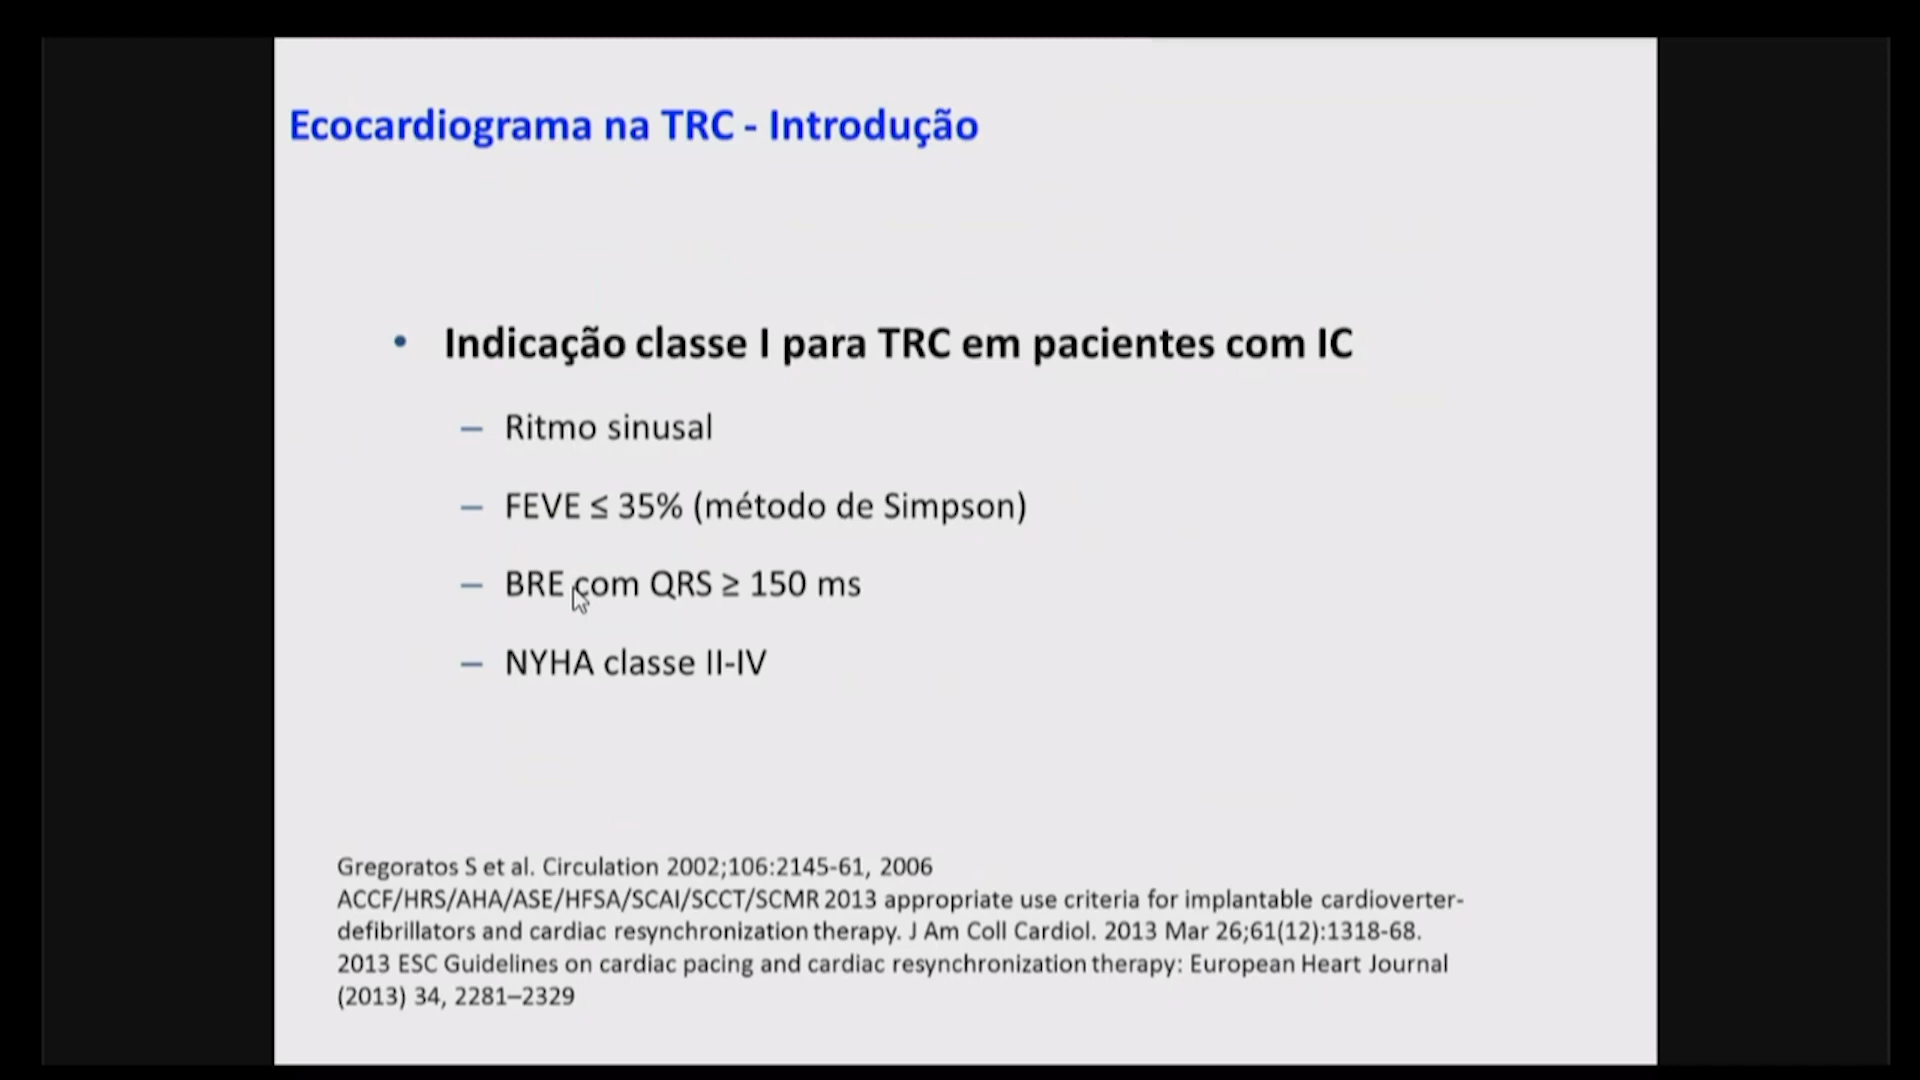 Ecocardiograma na TRC - Introdução
• Indicação classe I para TRC em pacientes com IC
– Ritmo sinusal
– FEVE ≤ 35% (método de Simpson)
– BRE com QRS ≥ 150 ms
– NYHA classe II-IV
Gregoratos S et al. Circulation 2002;106:2145-61, 2006
ACCF/HRS/AHA/ASE/HFSA/SCAI/SCCT/SCMR 2013 appropriate use criteria for implantable cardioverter-
defibrillators and cardiac resynchronization therapy. J Am Coll Cardiol. 2013 Mar 26;61(12):1318-68.
2013 ESC Guidelines on cardiac pacing and cardiac resynchronization therapy: European Heart Journal
(2013) 34, 2281–2329